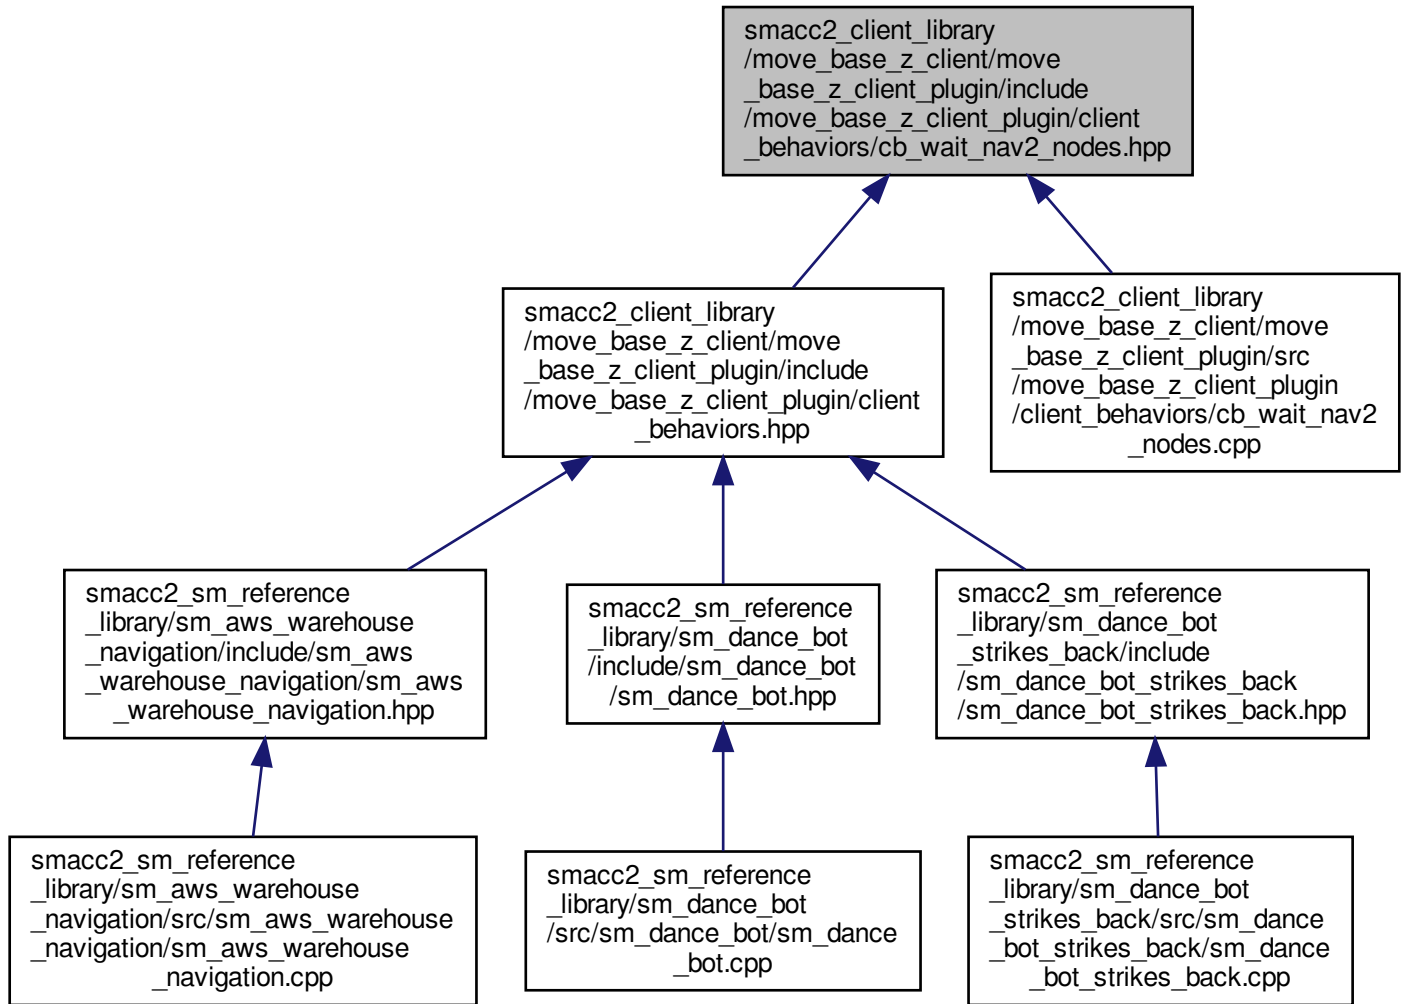 smacc2_client_library
/move_base_z_client/move
_base_z_client_plugin/include
/move_base_z_client_plugin/client
_behaviors/cb_wait_nav2_nodes.hpp
smacc2_client_library
/move_base_z_client/move
_base_z_client_plugin/include
/move_base_z_client_plugin/client
_behaviors.hpp
smacc2_client_library
/move_base_z_client/move
_base_z_client_plugin/src
/move_base_z_client_plugin
/client_behaviors/cb_wait_nav2
_nodes.cpp
smacc2_sm_reference
_library/sm_aws_warehouse
_navigation/include/sm_aws
_warehouse_navigation/sm_aws
_warehouse_navigation.hpp
smacc2_sm_reference
_library/sm_dance_bot
/include/sm_dance_bot
/sm_dance_bot.hpp
smacc2_sm_reference
_library/sm_dance_bot
_strikes_back/include
/sm_dance_bot_strikes_back
/sm_dance_bot_strikes_back.hpp
smacc2_sm_reference
_library/sm_aws_warehouse
_navigation/src/sm_aws_warehouse
_navigation/sm_aws_warehouse
_navigation.cpp
smacc2_sm_reference
_library/sm_dance_bot
/src/sm_dance_bot/sm_dance
_bot.cpp
smacc2_sm_reference
_library/sm_dance_bot
_strikes_back/src/sm_dance
_bot_strikes_back/sm_dance
_bot_strikes_back.cpp